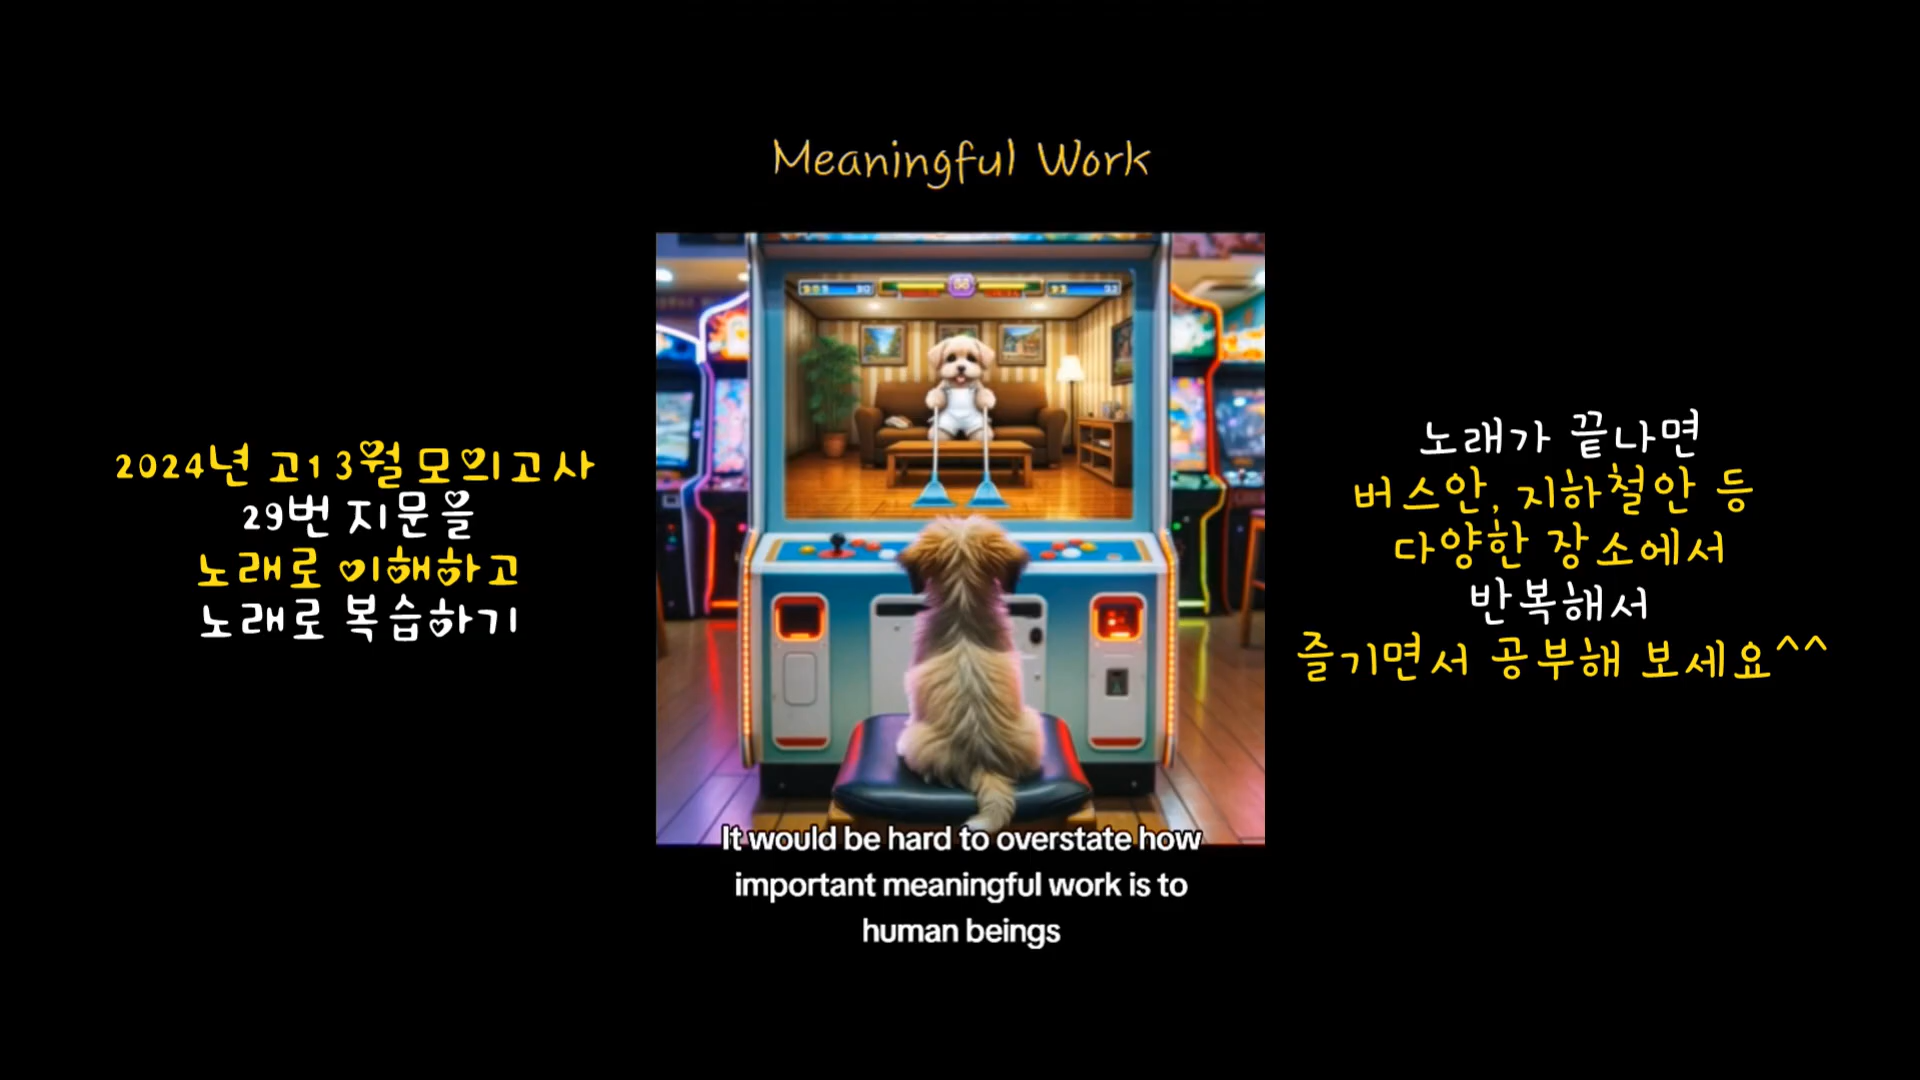 Meaningful Work
2024년 고1 3월 모의고사
29번 지문을
노래로 이해하고
노래로 복습하기
노래가 끝나면
버스안, 지하철안 등
다양한 장소에서
반복해서
즐기면서 공부해 보세요^^
It would be hard to overstate how
important meaningful work is to
human beings